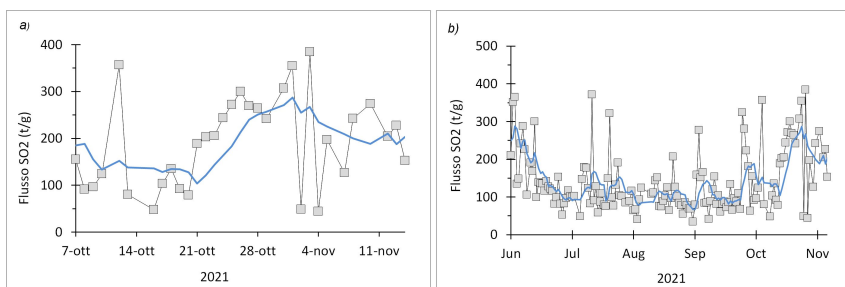 a)
Flusso SO2 (t/g)
400
300
200
100
0
7-ott 14-ott 21-ott 28-ott 4-nov 11-nov
2021
b)
Flusso SO2 (t/g)
500
400
300
200
100
0
Jun Jul Aug Sep Oct Nov
2021